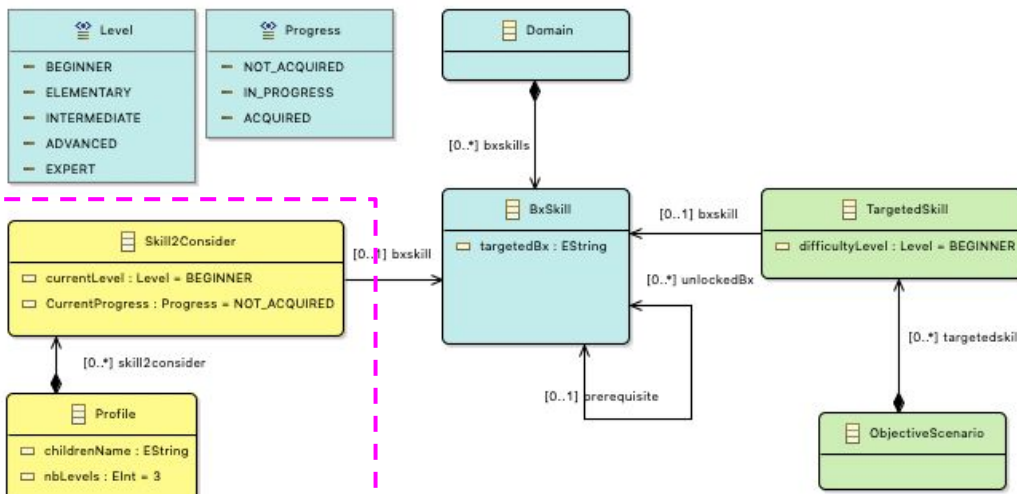 Level
BEGINNER
ELEMENTARY
INTERMEDIATE
ADVANCED
EXPERT
Progress
NOT_ACQUIRED
IN_PROGRESS
ACQUIRED
Domain
[0..*] bxskills
BxSkill
targetedBx : EString
[0..1] bxskill
TargetedSkill
difficultyLevel : Level = BEGINNER
Skill2Consider
currentLevel : Level = BEGINNER
CurrentProgress : Progress = NOT_ACQUIRED
[0..1] bxskill
[0..*] unlockedBx
[0..1] prerequisite
[0..*] targetedskil
[0..*] skill2consider
Profile
childrenName : EString
nbLevels : EInt = 3
ObjectiveScenario